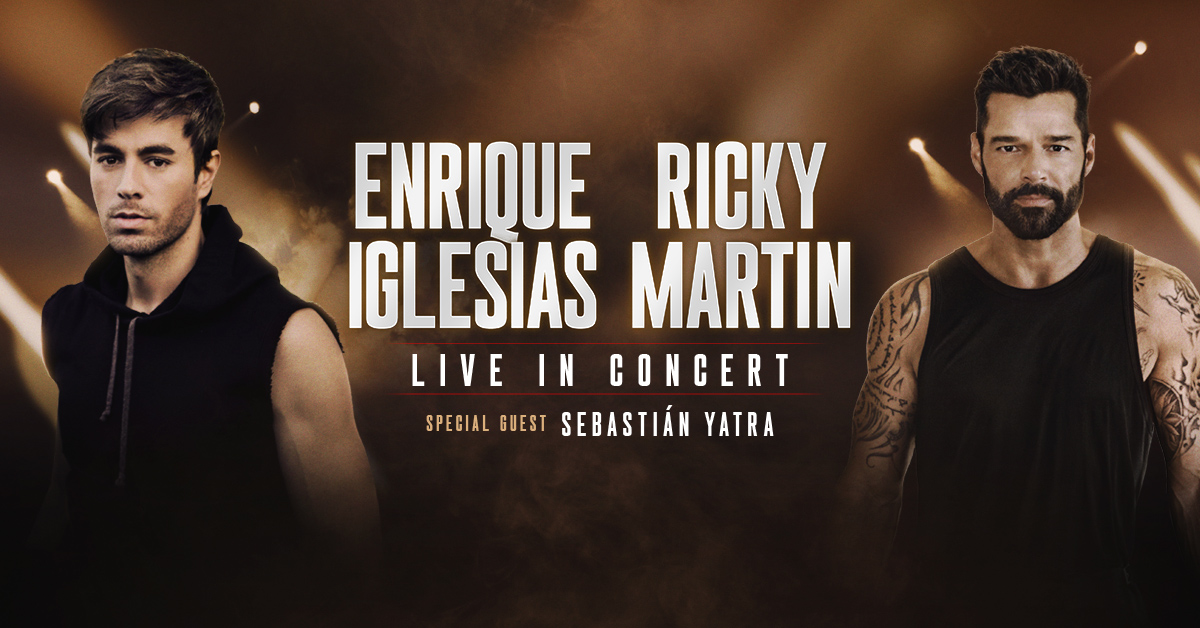 ENRIQUE RICKY
IGLESIAS MARTIN
LIVE IN CONCERT
SPECIAL GUEST SEBASTIÁN YATRA